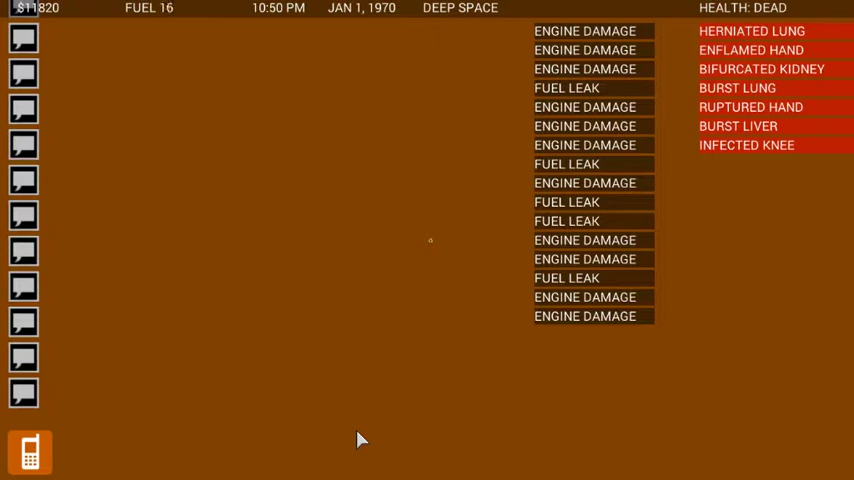 $11820 FUEL 16 10:50 PM JAN 1, 1970 DEEP SPACE HEALTH: DEAD
ENGINE DAMAGE
ENGINE DAMAGE
ENGINE DAMAGE
FUEL LEAK
ENGINE DAMAGE
ENGINE DAMAGE
ENGINE DAMAGE
FUEL LEAK
ENGINE DAMAGE
FUEL LEAK
FUEL LEAK
ENGINE DAMAGE
ENGINE DAMAGE
FUEL LEAK
ENGINE DAMAGE
ENGINE DAMAGE
HERNIATED LUNG
ENFLAMED HAND
BIFURCATED KIDNEY
BURST LUNG
RUPTURED HAND
BURST LIVER
INFECTED KNEE